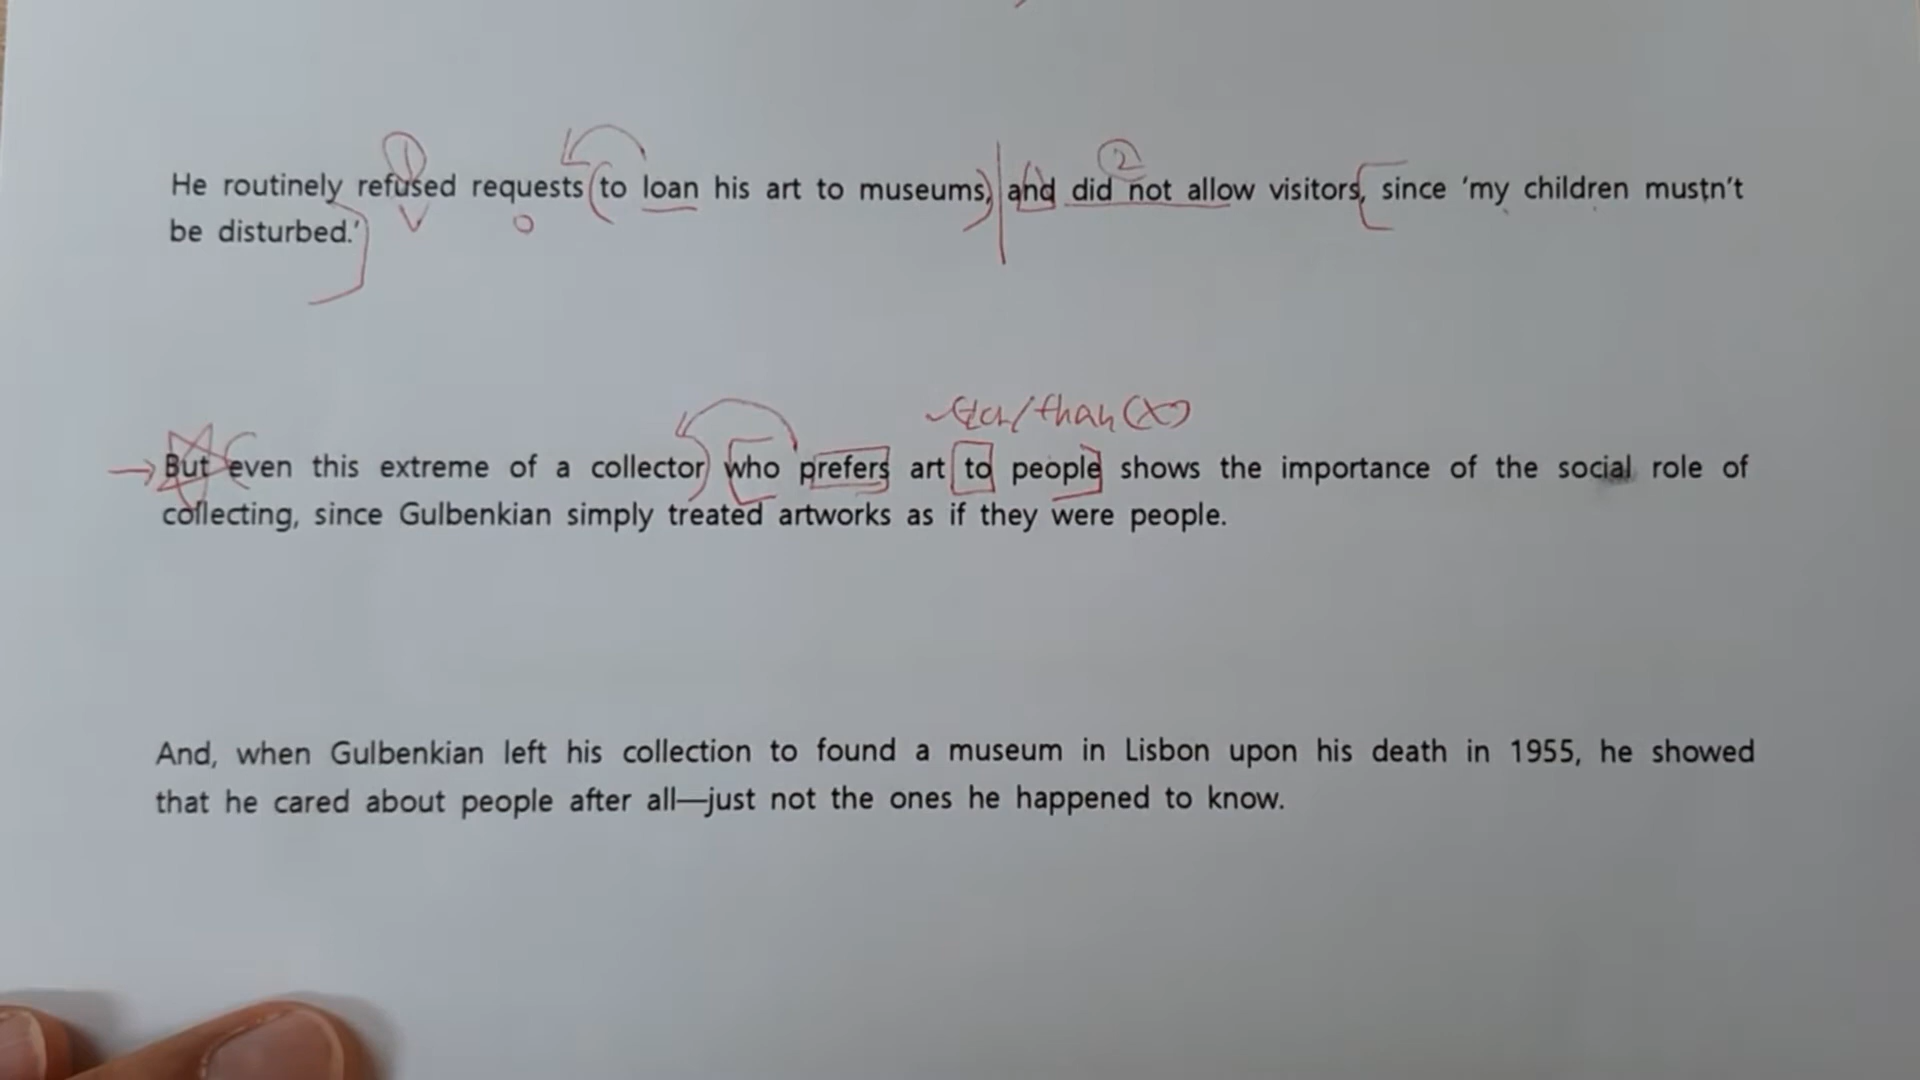 ①
②
He routinely refused requests to loan his art to museums, and did not allow visitors, since ‘my children mustn’t
V
O
be disturbed.’
than (X)
But even this extreme of a collector who prefers art to people shows the importance of the social role of
collecting, since Gulbenkian simply treated artworks as if they were people.
And, when Gulbenkian left his collection to found a museum in Lisbon upon his death in 1955, he showed
that he cared about people after all—just not the ones he happened to know.